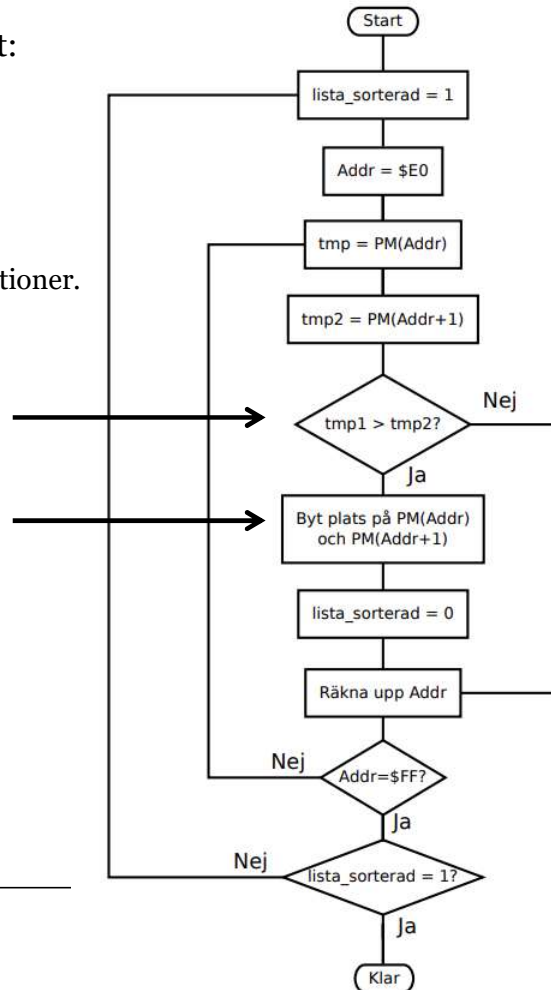 t:
tioner.
Start
lista_sorterad = 1
Addr = $E0
tmp = PM(Addr)
tmp2 = PM(Addr+1)
tmp1 > tmp2?
Nej
Ja
Byt plats på PM(Addr)
och PM(Addr+1)
lista_sorterad = 0
Räkna upp Addr
Nej
Addr=$FF?
Ja
Nej
lista_sorterad = 1?
Ja
Klar